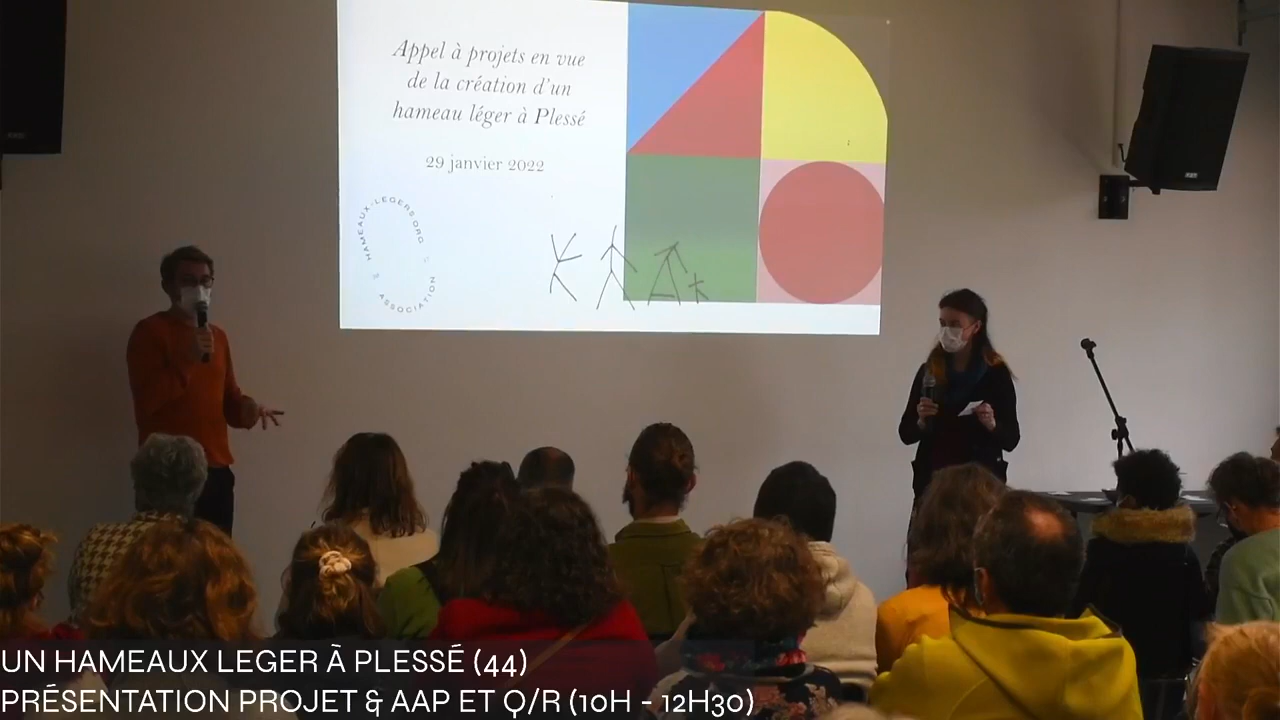 Appel à projets en vue
de la création d'un
hameau léger à Plessé
29 janvier 2022
HAMEAUX-LEGERS.ORG
ASSOCIATION
UN HAMEAUX LEGER À PLESSÉ (44)
PRÉSENTATION PROJET & AAP ET Q/R (10H - 12H30)